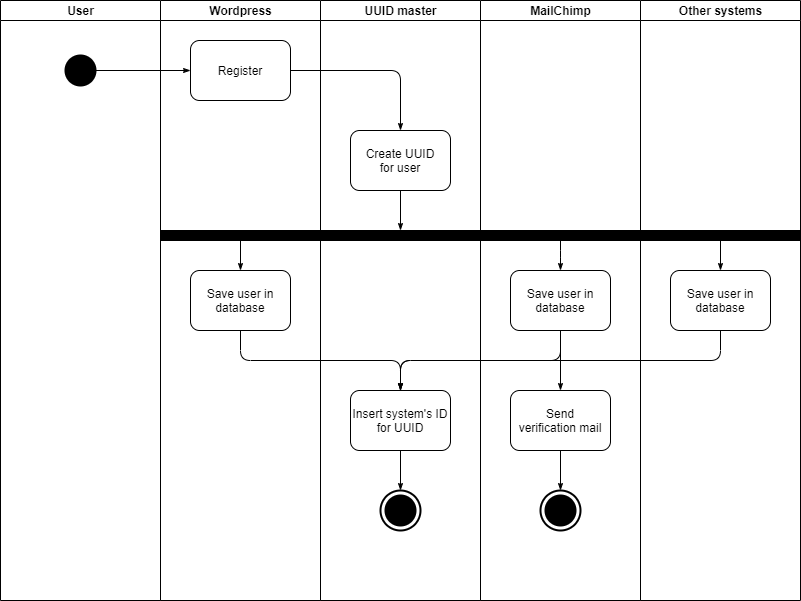 User
Wordpress
UUID master
MailChimp
Other systems
Register
Create UUID
for user
Save user in
database
Save user in
database
Save user in
database
Insert system's ID
for UUID
Send
verification mail